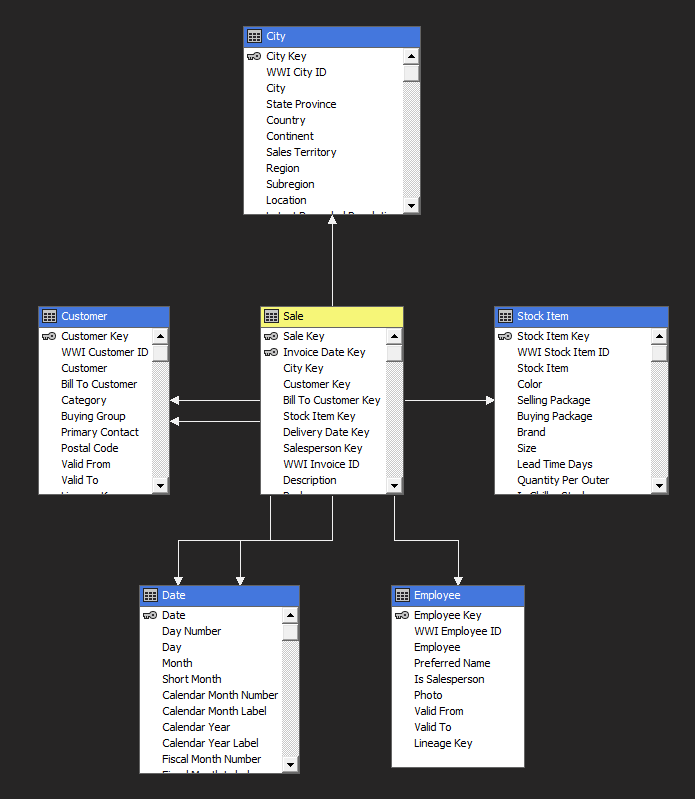 City
City Key
WWI City ID
City
State Province
Country
Continent
Sales Territory
Region
Subregion
Location
Customer
Customer Key
WWI Customer ID
Customer
Bill To Customer
Category
Buying Group
Primary Contact
Postal Code
Valid From
Valid To
Sale
Sale Key
Invoice Date Key
City Key
Customer Key
Bill To Customer Key
Stock Item Key
Delivery Date Key
Salesperson Key
WWI Invoice ID
Description
Stock Item
Stock Item Key
WWI Stock Item ID
Stock Item
Color
Selling Package
Buying Package
Brand
Size
Lead Time Days
Quantity Per Outer
Date
Date
Day Number
Day
Month
Short Month
Calendar Month Number
Calendar Month Label
Calendar Year
Calendar Year Label
Fiscal Month Number
Employee
Employee Key
WWI Employee ID
Employee
Preferred Name
Is Salesperson
Photo
Valid From
Valid To
Lineage Key